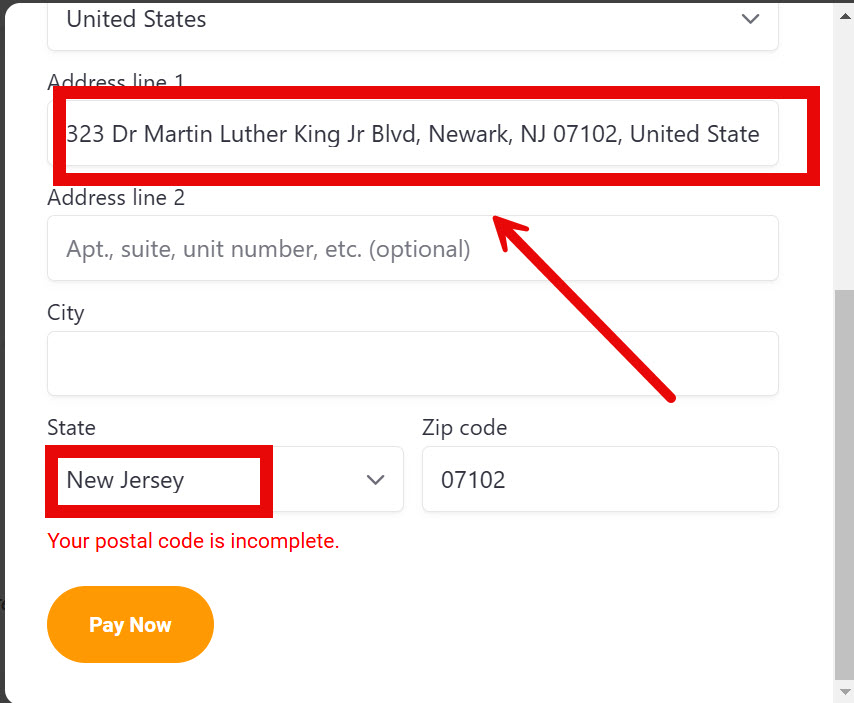 United States
Address line 1
323 Dr Martin Luther King Jr Blvd, Newark, NJ 07102, United State
Address line 2
Apt., suite, unit number, etc. (optional)
City
State
Zip code
New Jersey
07102
Your postal code is incomplete.
Pay Now